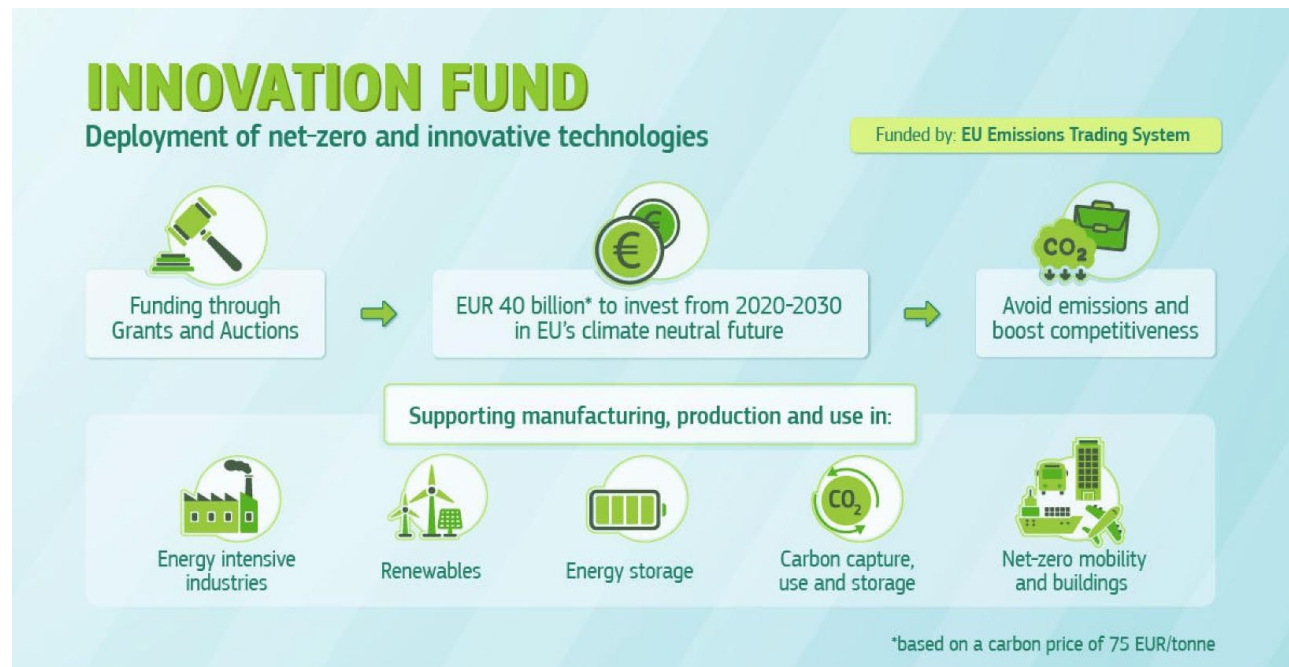 INNOVATION FUND
Deployment of net-zero and innovative technologies
Funded by: EU Emissions Trading System
Funding through
Grants and Auctions
€
€
EUR 40 billion* to invest from 2020-2030
in EU's climate neutral future
CO₂
Avoid emissions and
boost competitiveness
Supporting manufacturing, production and use in:
Energy intensive
industries
Renewables
Energy storage
CO₂
Carbon capture,
use and storage
Net-zero mobility
and buildings
*based on a carbon price of 75 EUR/tonne